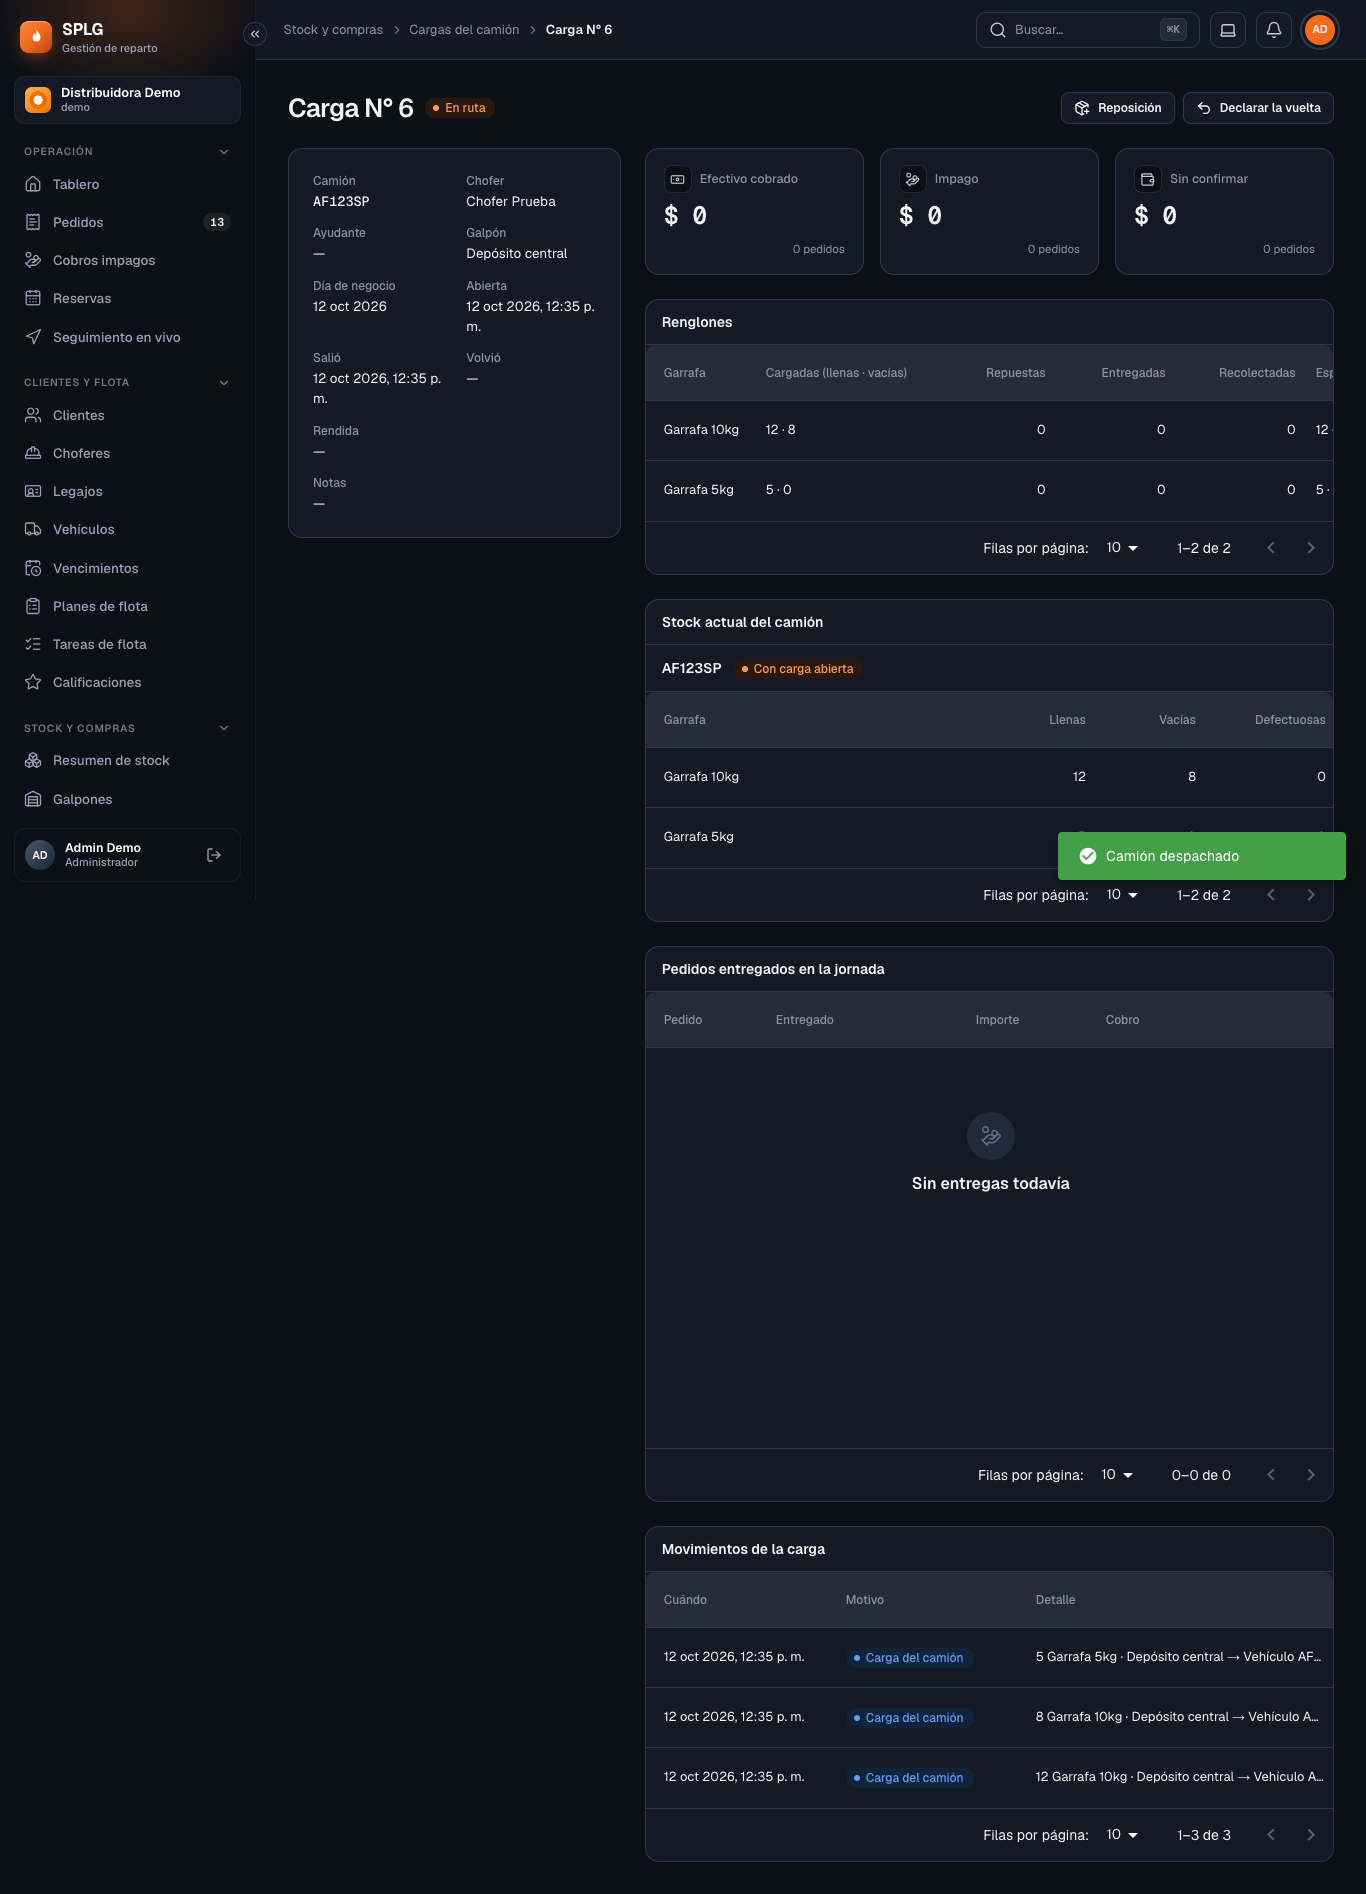 SPLG
Gestión de reparto
Distribuidora Demo
demo
OPERACIÓN
Tablero
Pedidos 13
Cobros impagos
Reservas
Seguimiento en vivo
CLIENTES Y FLOTA
Clientes
Choferes
Legajos
Vehículos
Vencimientos
Planes de flota
Tareas de flota
Calificaciones
STOCK Y COMPRAS
Resumen de stock
Galpones
AD Admin Demo
Administrador
Stock y compras > Cargas del camión > Carga N° 6
Buscar... ⌘K AD
Carga N° 6 En ruta
Reposición Declarar la vuelta
Camión Chofer
AF123SP Chofer Prueba
Ayudante Galpón
— Depósito central
Día de negocio Abierta
12 oct 2026 12 oct 2026, 12:35 p.
m.
Salió Volvió
12 oct 2026, 12:35 p. —
m.
Rendida
—
Notas
—
Efectivo cobrado
$ 0
0 pedidos
Impago
$ 0
0 pedidos
Sin confirmar
$ 0
0 pedidos
Renglones
Garrafa Cargadas (llenas · vacías) Repuestas Entregadas Recolectadas Esp
Garrafa 10kg 12 · 8 0 0 0 12 ·
Garrafa 5kg 5 · 0 0 0 0 5 ·
Filas por página: 10 1–2 de 2
Stock actual del camión
AF123SP Con carga abierta
Garrafa Llenas Vacías Defectuosas
Garrafa 10kg 12 8 0
Garrafa 5kg
Camión despachado
Filas por página: 10 1–2 de 2
Pedidos entregados en la jornada
Pedido Entregado Importe Cobro
Sin entregas todavía
Filas por página: 10 0–0 de 0
Movimientos de la carga
Cuándo Motivo Detalle
12 oct 2026, 12:35 p. m. Carga del camión 5 Garrafa 5kg · Depósito central → Vehículo AF...
12 oct 2026, 12:35 p. m. Carga del camión 8 Garrafa 10kg · Depósito central → Vehículo A...
12 oct 2026, 12:35 p. m. Carga del camión 12 Garrafa 10kg · Depósito central → Vehículo A...
Filas por página: 10 1–3 de 3